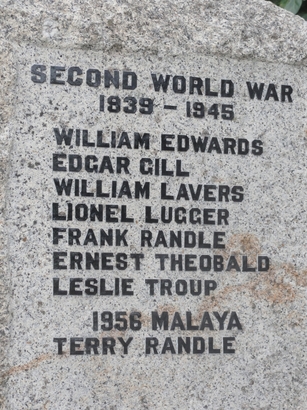 SECOND WORLD WAR
1939 - 1945
WILLIAM EDWARDS
EDGAR GILL
WILLIAM LAVERS
LIONEL LUGGER
FRANK RANDLE
ERNEST THEOBALD
LESLIE TROUP
1956 MALAYA
TERRY RANDLE